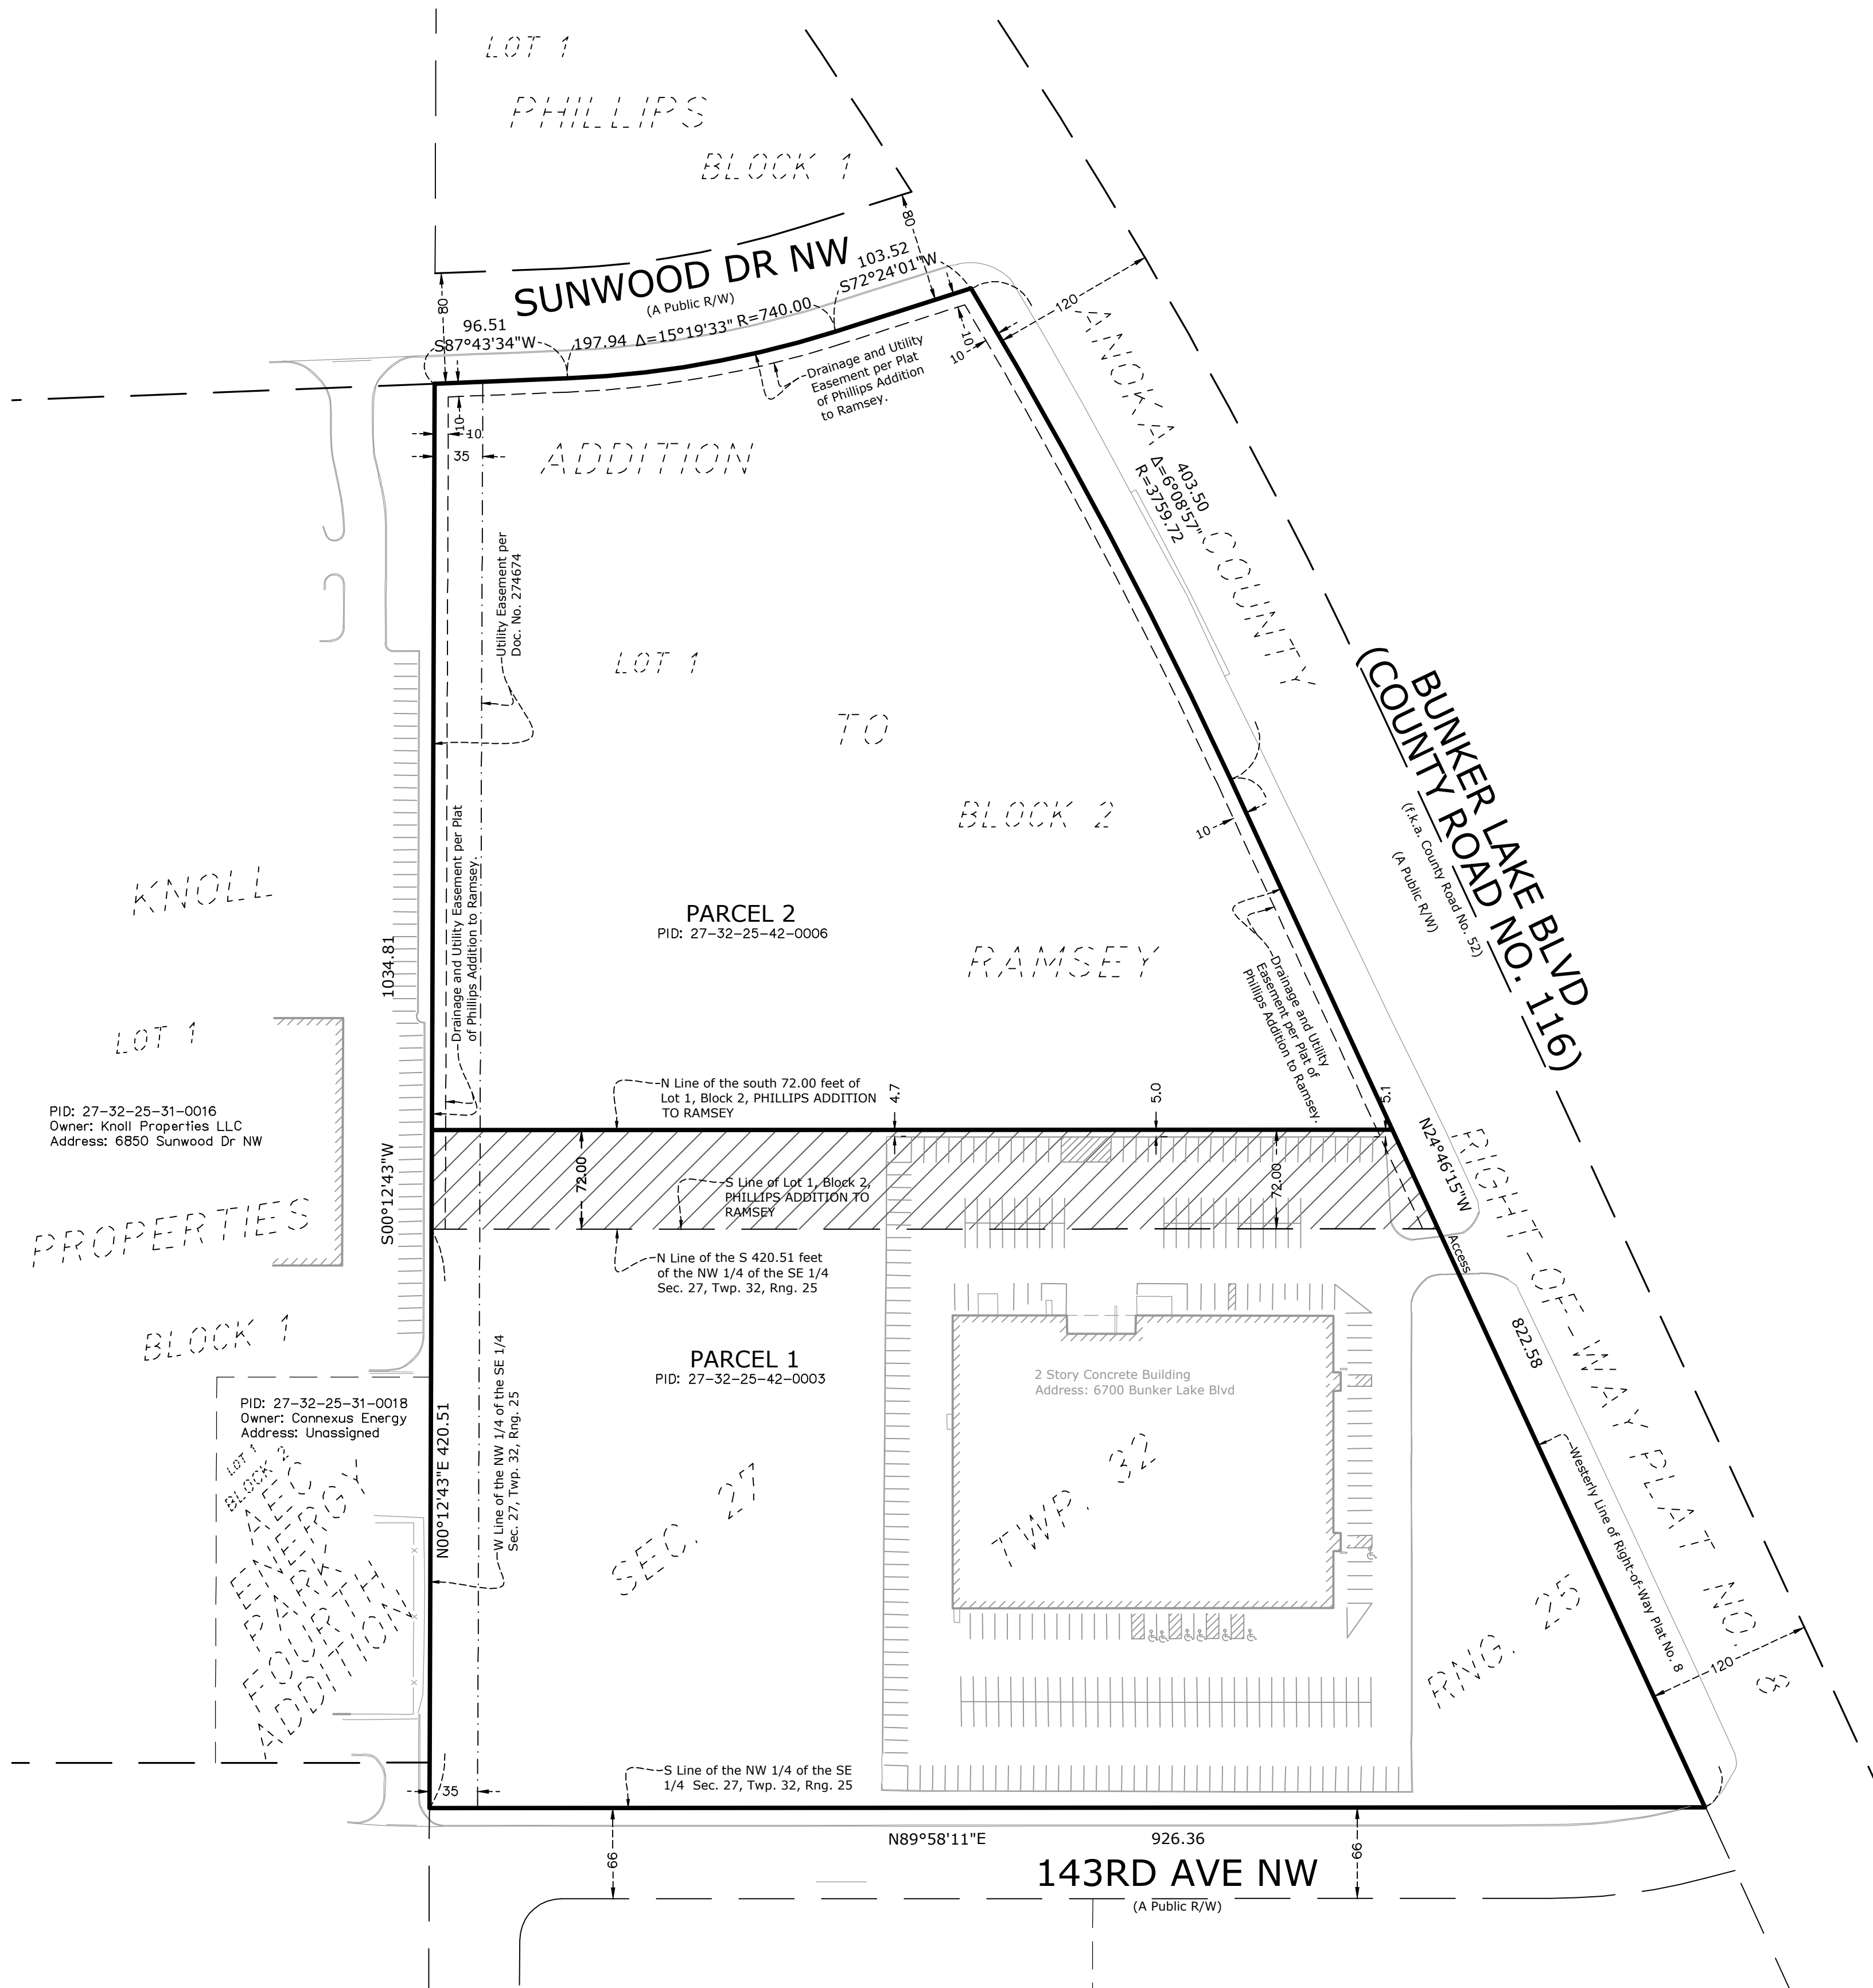 LOT 1
PHILLIPS
BLOCK 1
80
SUNWOOD DR NW
(A Public R/W)
103.52
S72°24'01"W
80
96.51
S87°43'34"W
197.94 Δ=15°19'33" R=740.00
120
10
10
Drainage and Utility
Easement per Plat
of Phillips Addition
to Ramsey.
10
10
35
ADDITION
ANOKA COUNTY
403.50
Δ=6°08'57"
R=3759.72
Utility Easement per
Doc. No. 274674
LOT 1
TO
BUNKER LAKE BLVD
(COUNTY ROAD NO. 116)
(f.k.a. County Road No. 52)
(A Public R/W)
BLOCK 2
10
KNOLL
1034.81
Drainage and Utility Easement per Plat
of Phillips Addition to Ramsey.
PARCEL 2
PID: 27-32-25-42-0006
RAMSEY
Drainage and Utility
Easement per Plat of
Phillips Addition to Ramsey.
LOT 1
PID: 27-32-25-31-0016
Owner: Knoll Properties LLC
Address: 6850 Sunwood Dr NW
N Line of the south 72.00 feet of
Lot 1, Block 2, PHILLIPS ADDITION
TO RAMSEY
4.7
5.0
5.1
N24°46'15"W
RIGHT-OF-WAY PLAT NO. 8
S00°12'43"W
72.00
S Line of Lot 1, Block 2,
PHILLIPS ADDITION TO
RAMSEY
72.00
PROPERTIES
N Line of the S 420.51 feet
of the NW 1/4 of the SE 1/4
Sec. 27, Twp. 32, Rng. 25
Access
BLOCK 1
822.58
PARCEL 1
PID: 27-32-25-42-0003
2 Story Concrete Building
Address: 6700 Bunker Lake Blvd
W Line of the NW 1/4 of the SE 1/4
Sec. 27, Twp. 32, Rng. 25
PID: 27-32-25-31-0018
Owner: Connexus Energy
Address: Unassigned
N00°12'43"E 420.51
LOT 1
BLOCK 2
AEC
ENERGY
PARK
FOURTH
ADDITION
SEC. 27
TWP. 32
RNG. 25
Westerly Line of Right-of-Way Plat No. 8
120
35
S Line of the NW 1/4 of the SE
1/4 Sec. 27, Twp. 32, Rng. 25
N89°58'11"E
926.36
66
66
143RD AVE NW
(A Public R/W)